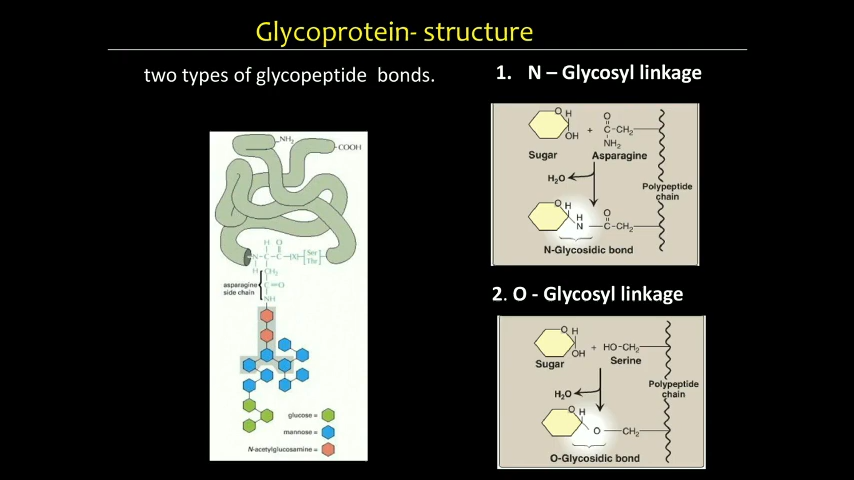 Glycoprotein- structure
two types of glycopeptide bonds.
NH₂
COOH
H O
N-C-C-(X)-[Ser
Thr]
H CH₂
asparagine
side chain
C=O
NH
glucose =
mannose =
N-acetylglucosamine =
1. N – Glycosyl linkage
O H
OH
+
O
C-CH₂
NH₂
Sugar
Asparagine
H₂O
Polypeptide
chain
O H
H
N
O
C-CH₂
N-Glycosidic bond
2. O - Glycosyl linkage
O H
OH
+ HO-CH₂
Sugar
Serine
H₂O
Polypeptide
chain
O H
O
CH₂
O-Glycosidic bond